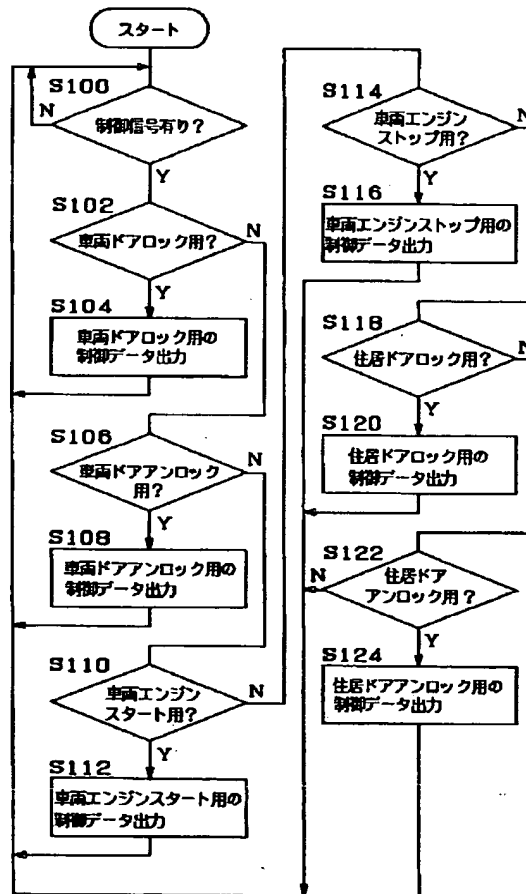 スタート
S100
N
制御信号有り?
Y
S102
N
車両ドアロック用?
Y
S104
車両ドアロック用の
制御データ出力
S106
N
車両ドアアンロック
用?
Y
S108
車両ドアアンロック用の
制御データ出力
S110
N
車両エンジン
スタート用?
Y
S112
車両エンジンスタート用の
制御データ出力
S114
N
車両エンジン
ストップ用?
Y
S116
車両エンジンストップ用の
制御データ出力
S118
N
住居ドアロック用?
Y
S120
住居ドアロック用の
制御データ出力
S122
N
住居ドア
アンロック用?
Y
S124
住居ドアアンロック用の
制御データ出力